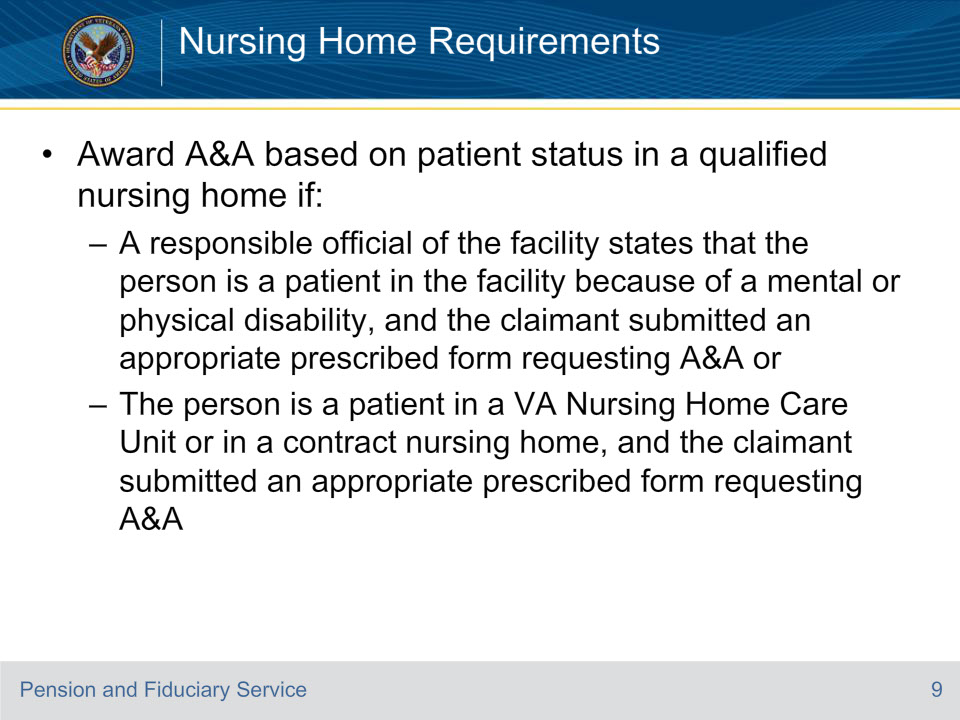 Nursing Home Requirements
• Award A&A based on patient status in a qualified
nursing home if:
– A responsible official of the facility states that the
person is a patient in the facility because of a mental or
physical disability, and the claimant submitted an
appropriate prescribed form requesting A&A or
– The person is a patient in a VA Nursing Home Care
Unit or in a contract nursing home, and the claimant
submitted an appropriate prescribed form requesting
A&A
Pension and Fiduciary Service
9